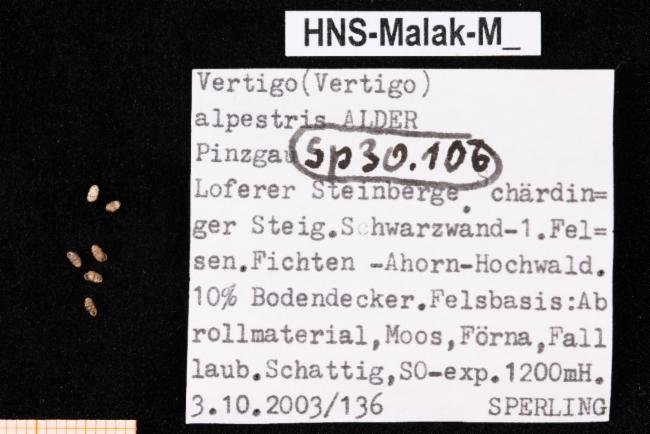 HNS-Malak-M_
Vertigo(Vertigo)
alpestris ALDER
Pinzgau Sp30.106
Loferer Steinberge. chärdin=
ger Steig.Schwarzwand-1.Fel=
sen.Fichten -Ahorn-Hochwald.
10% Bodendecker.Felsbasis:Ab
rollmaterial,Moos,Förna,Fall
laub.Schattig,SO-exp.1200mH.
3.10.2003/136 SPERLING